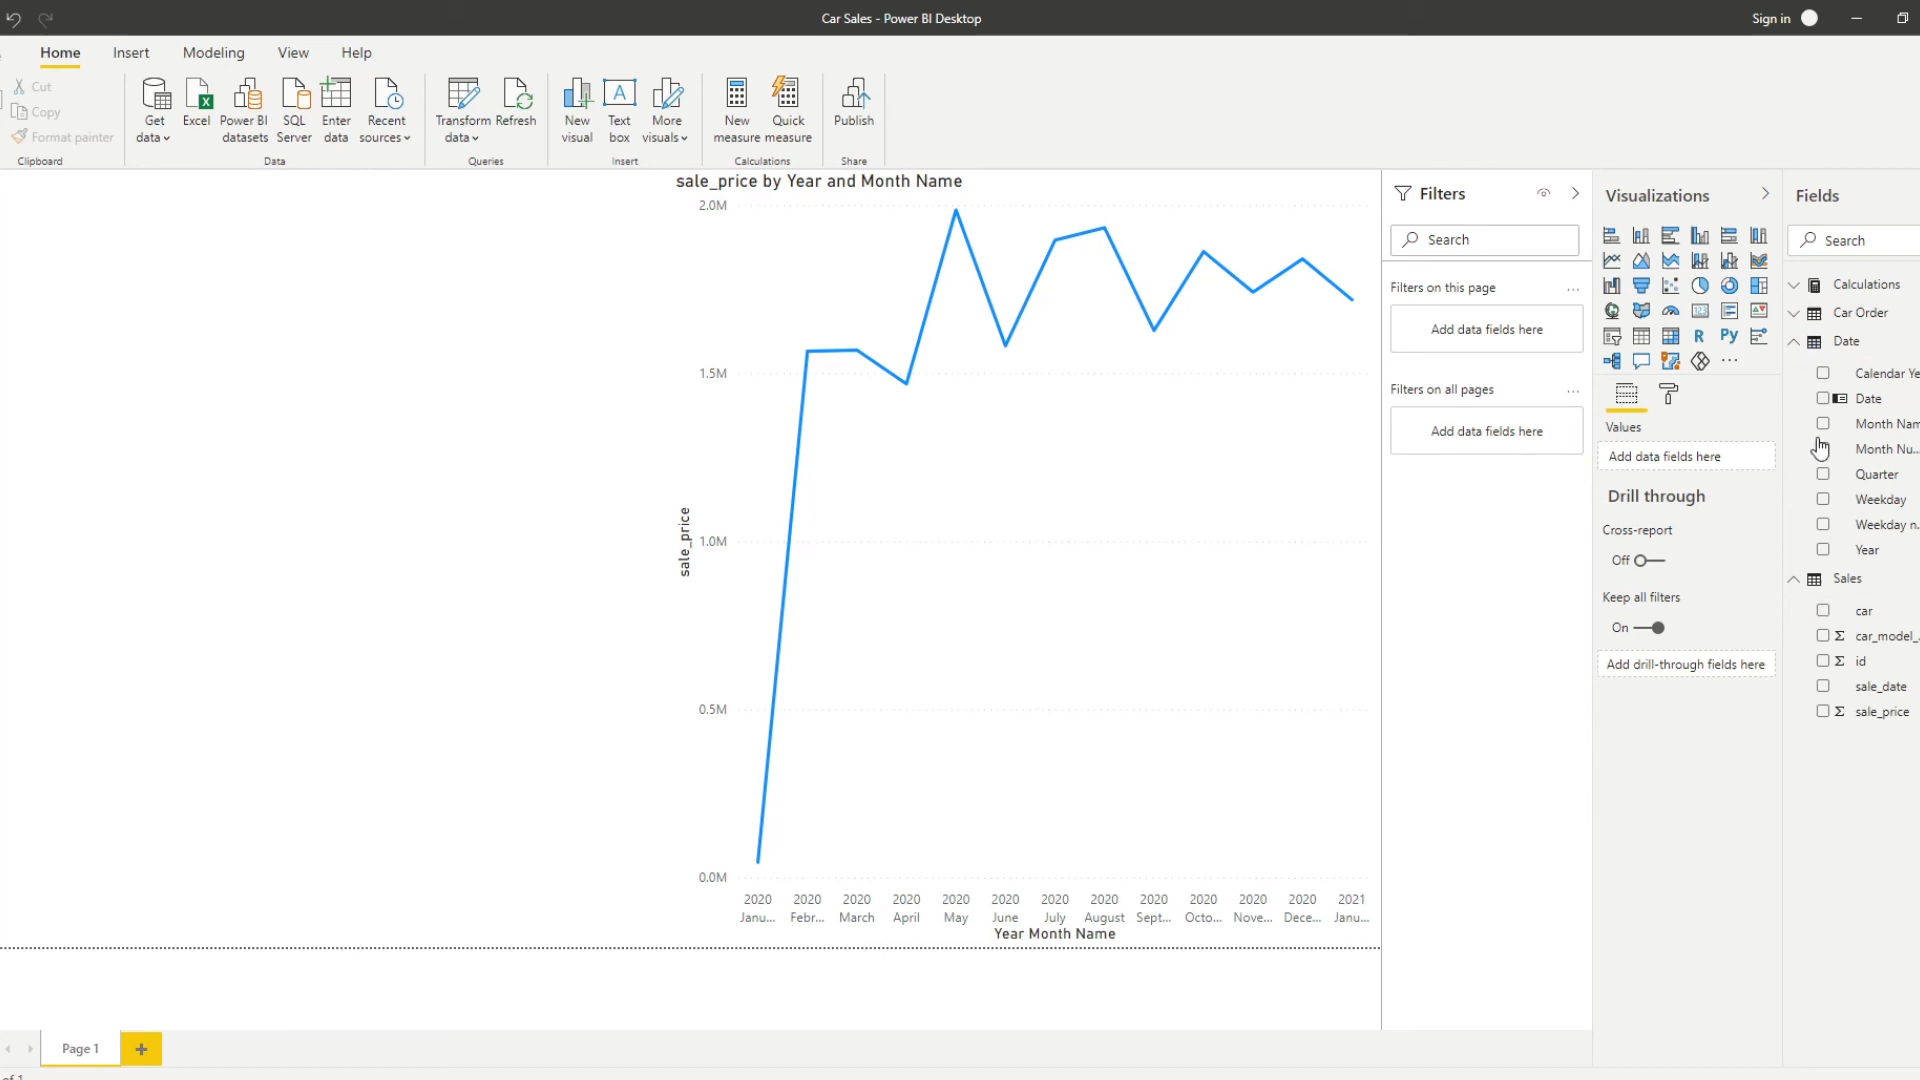 Car Sales - Power BI Desktop
Sign in
Home Insert Modeling View Help
Cut
Copy
Format painter
Clipboard
Get data
Excel
Power BI datasets
SQL Server
Enter data
Recent sources
Data
Transform data
Refresh
Queries
New visual
Text box
More visuals
Insert
New measure
Quick measure
Calculations
Publish
Share
sale_price by Year and Month Name
2.0M
1.5M
1.0M
0.5M
0.0M
sale_price
2020 2020 2020 2020 2020 2020 2020 2020 2020 2020 2020 2020 2021
Janu... Febr... March April May June July August Sept... Octo... Nove... Dece... Janu...
Year Month Name
Filters
Search
Filters on this page
...
Add data fields here
Filters on all pages
...
Add data fields here
Visualizations
R
Py
...
Values
Add data fields here
Drill through
Cross-report
Off
Keep all filters
On
Add drill-through fields here
Fields
Search
Calculations
Car Order
Date
Calendar Ye
Date
Month Nam
Month Nu...
Quarter
Weekday
Weekday n.
Year
Sales
car
Σ car_model_.
Σ id
sale_date
Σ sale_price
Page 1
+
of 1